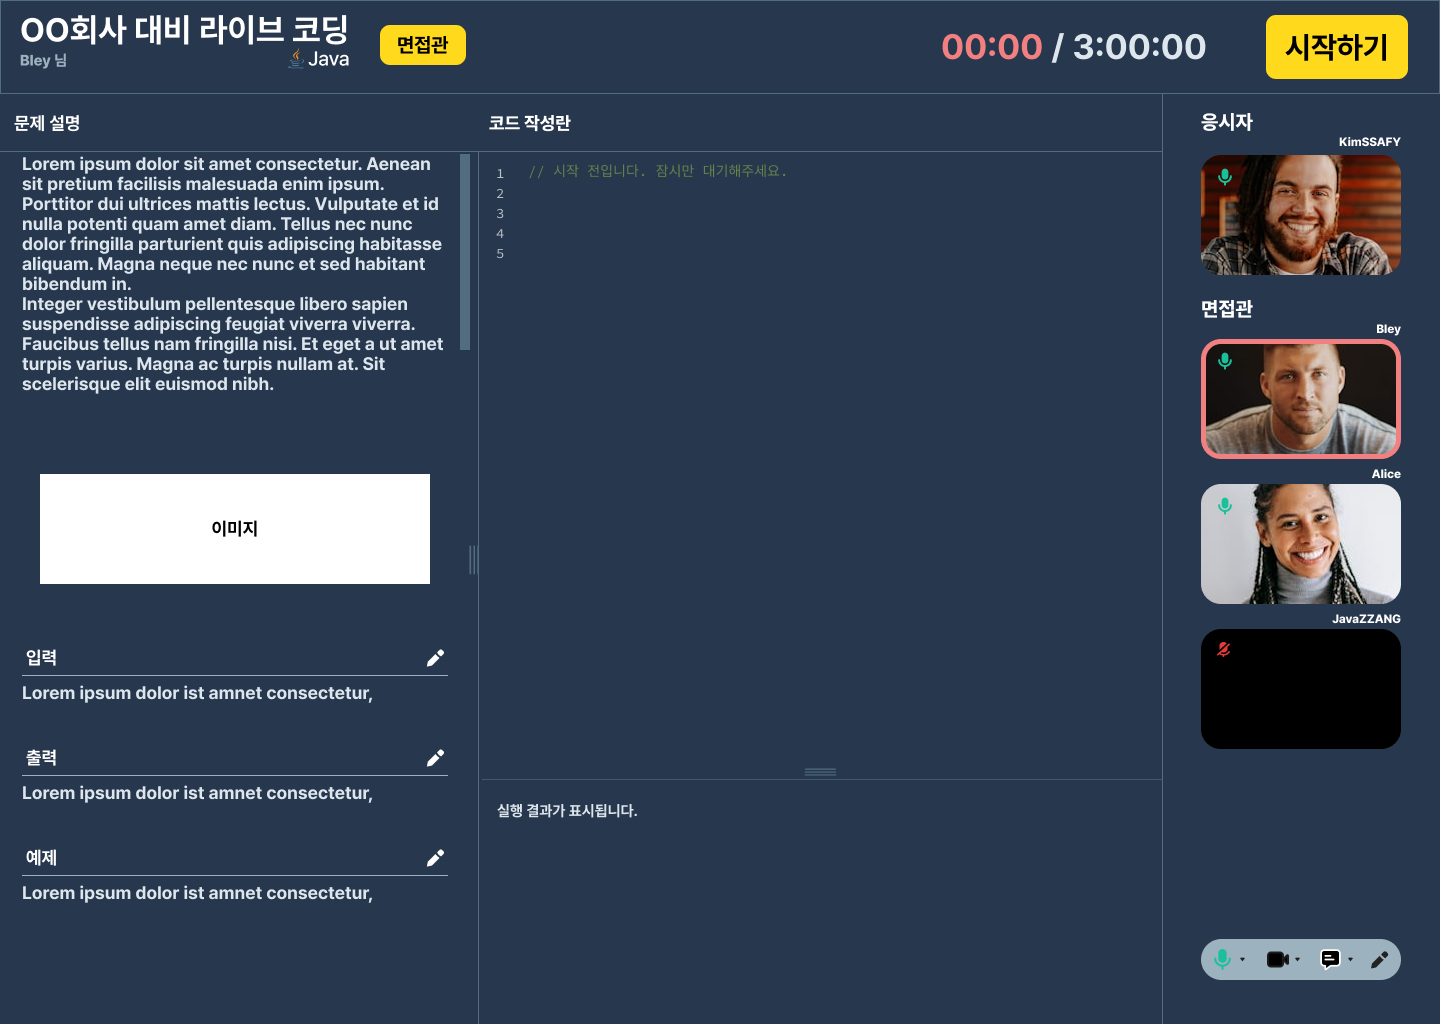 OO회사 대비 라이브 코딩
Bley 님
Java
면접관
00:00 / 3:00:00
시작하기
문제 설명
Lorem ipsum dolor sit amet consectetur. Aenean
sit pretium facilisis malesuada enim ipsum.
Porttitor dui ultrices mattis lectus. Vulputate et id
nulla potenti quam amet diam. Tellus nec nunc
dolor fringilla parturient quis adipiscing habitasse
aliquam. Magna neque nec nunc et sed habitant
bibendum in.
Integer vestibulum pellentesque libero sapien
suspendisse adipiscing feugiat viverra viverra.
Faucibus tellus nam fringilla nisi. Et eget a ut amet
turpis varius. Magna ac turpis nullam at. Sit
scelerisque elit euismod nibh.
이미지
입력
Lorem ipsum dolor ist amnet consectetur,
출력
Lorem ipsum dolor ist amnet consectetur,
예제
Lorem ipsum dolor ist amnet consectetur,
코드 작성란
1 // 시작 전입니다. 잠시만 대기해주세요.
2
3
4
5
실행 결과가 표시됩니다.
응시자
KimSSAFY
면접관
Bley
Alice
JavaZZANG